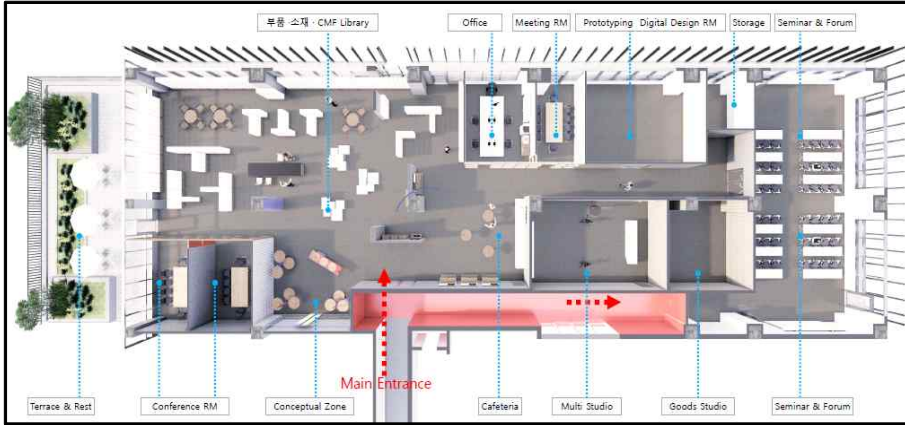 부품·소재·CMF Library
Office
Meeting RM
Prototyping Digital Design RM
Storage
Seminar & Forum
Main Entrance
Terrace & Rest
Conference RM
Conceptual Zone
Cafeteria
Multi Studio
Goods Studio
Seminar & Forum